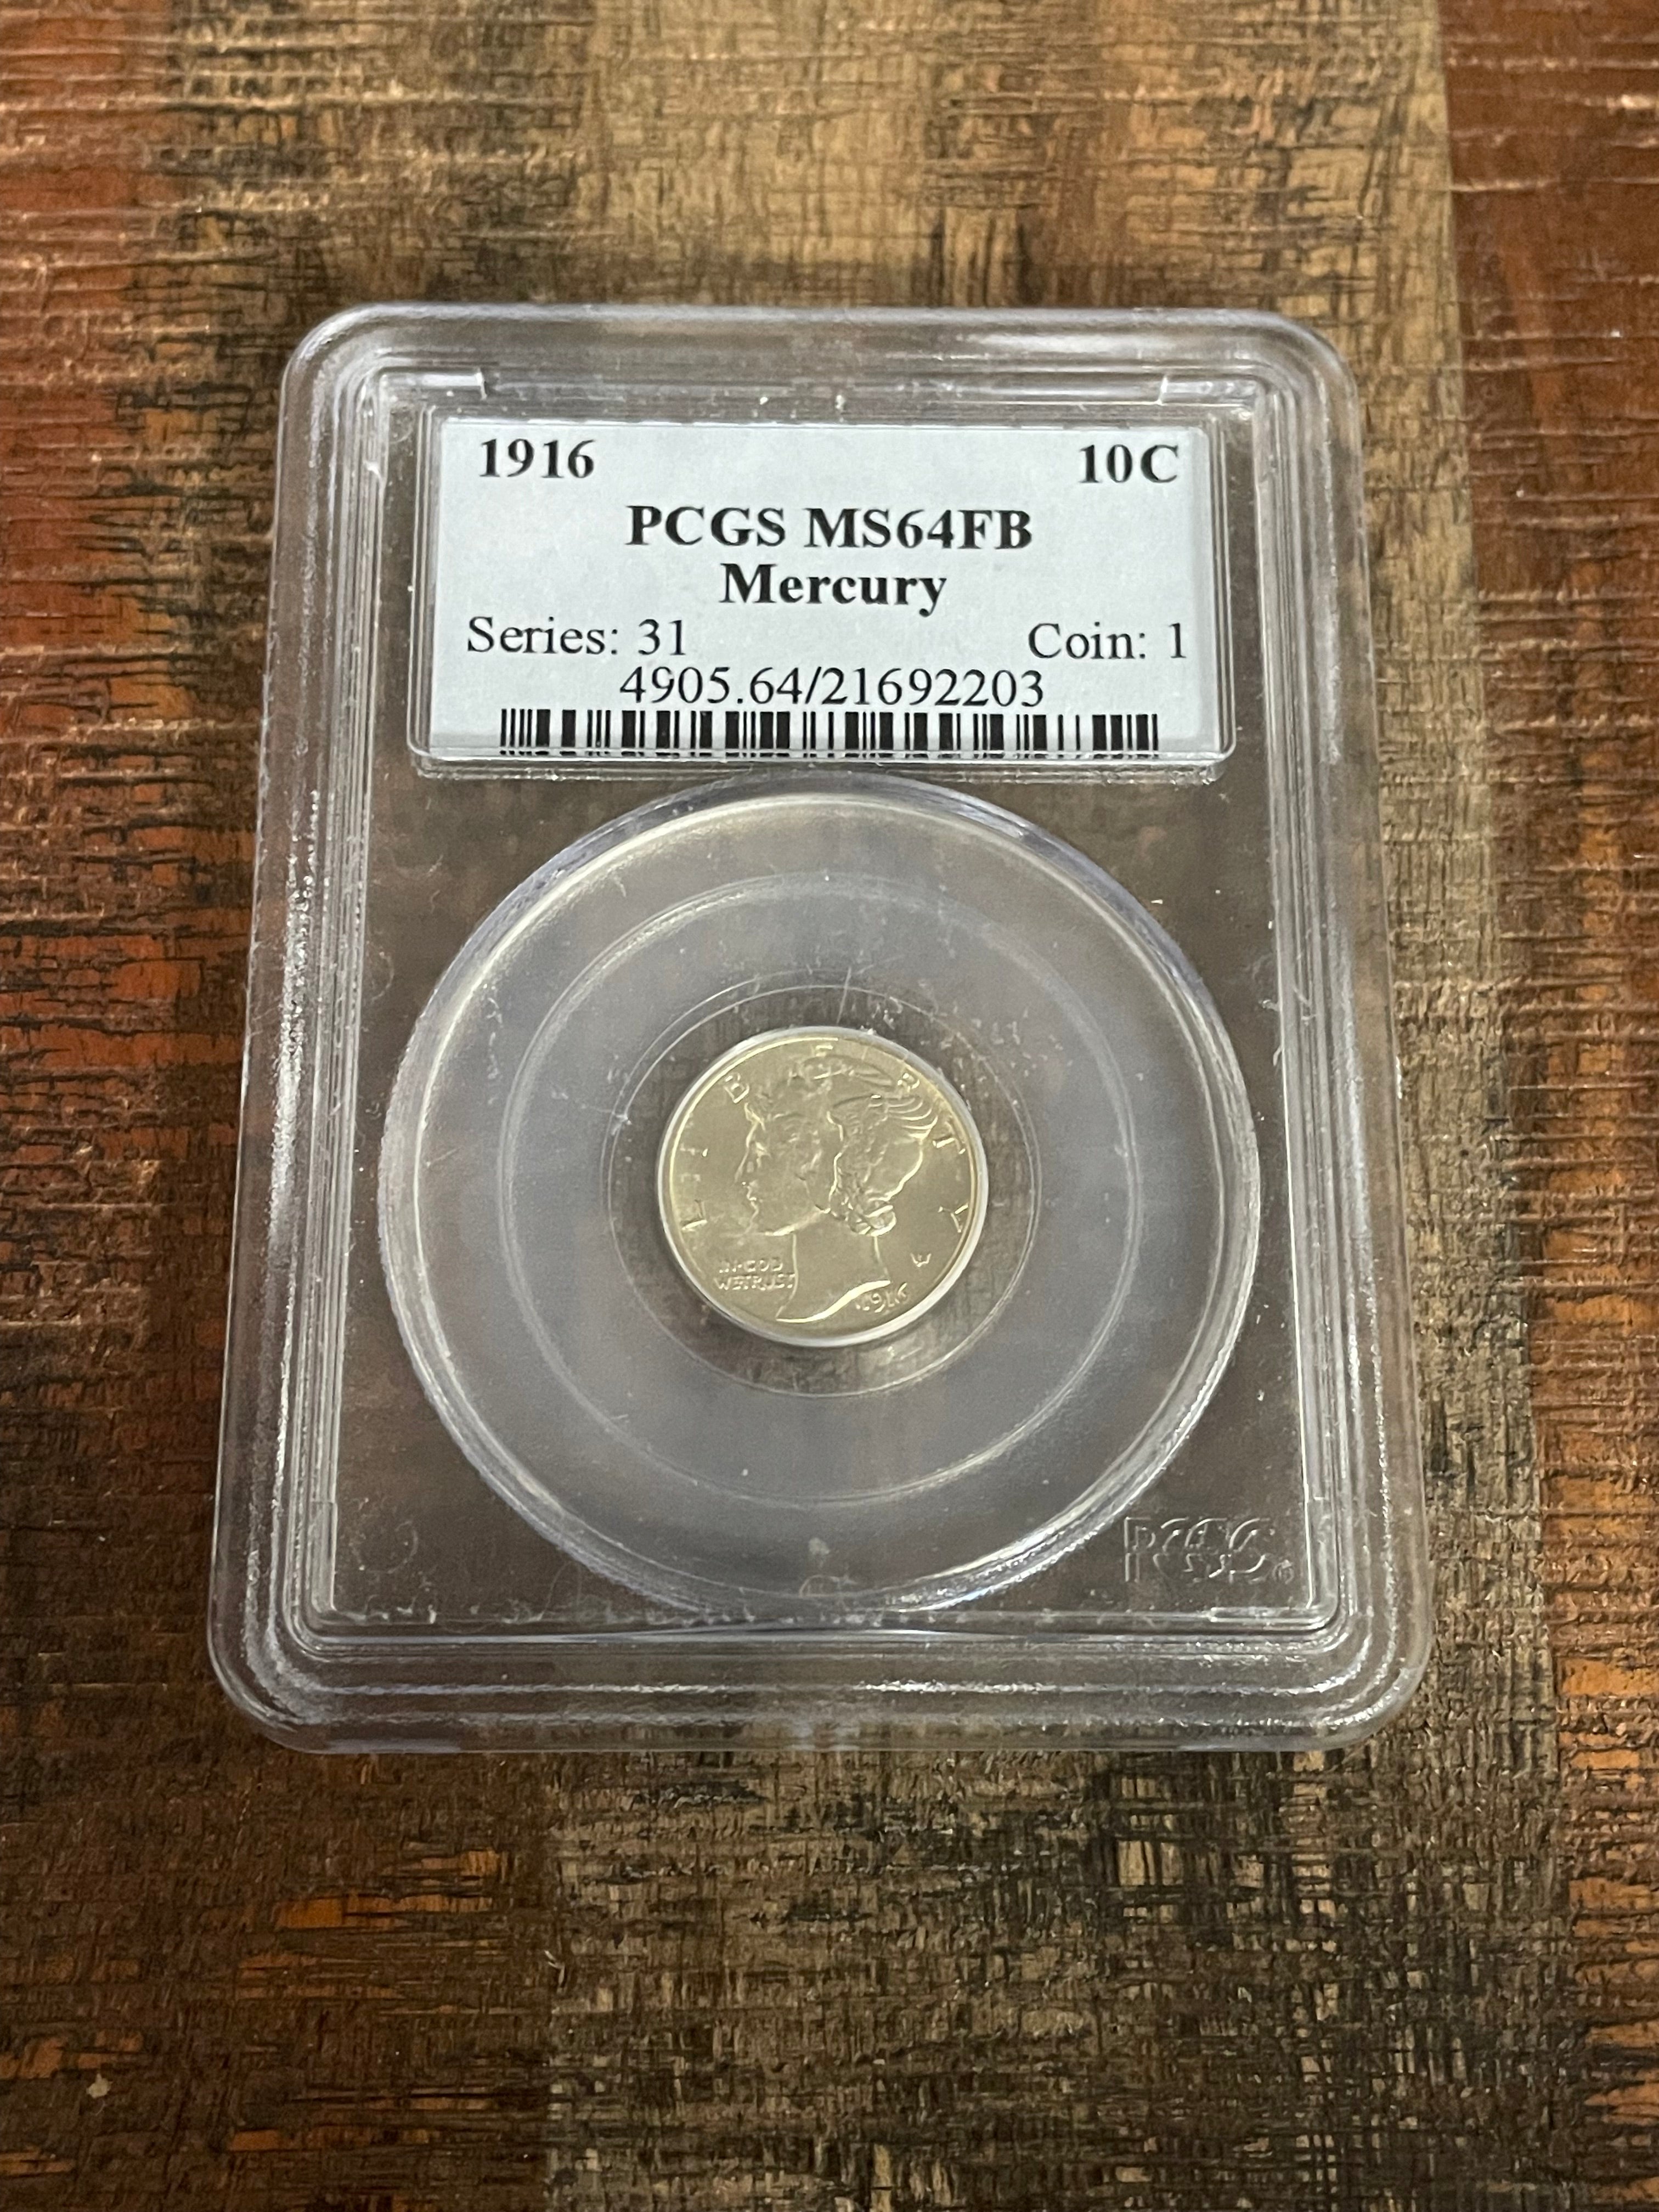 1916 10C
PCGS MS64FB
Mercury
Series: 31 Coin: 1
4905.64/21692203
LIBERTY
IN·GOD
WE TRUST
1916
PCGS